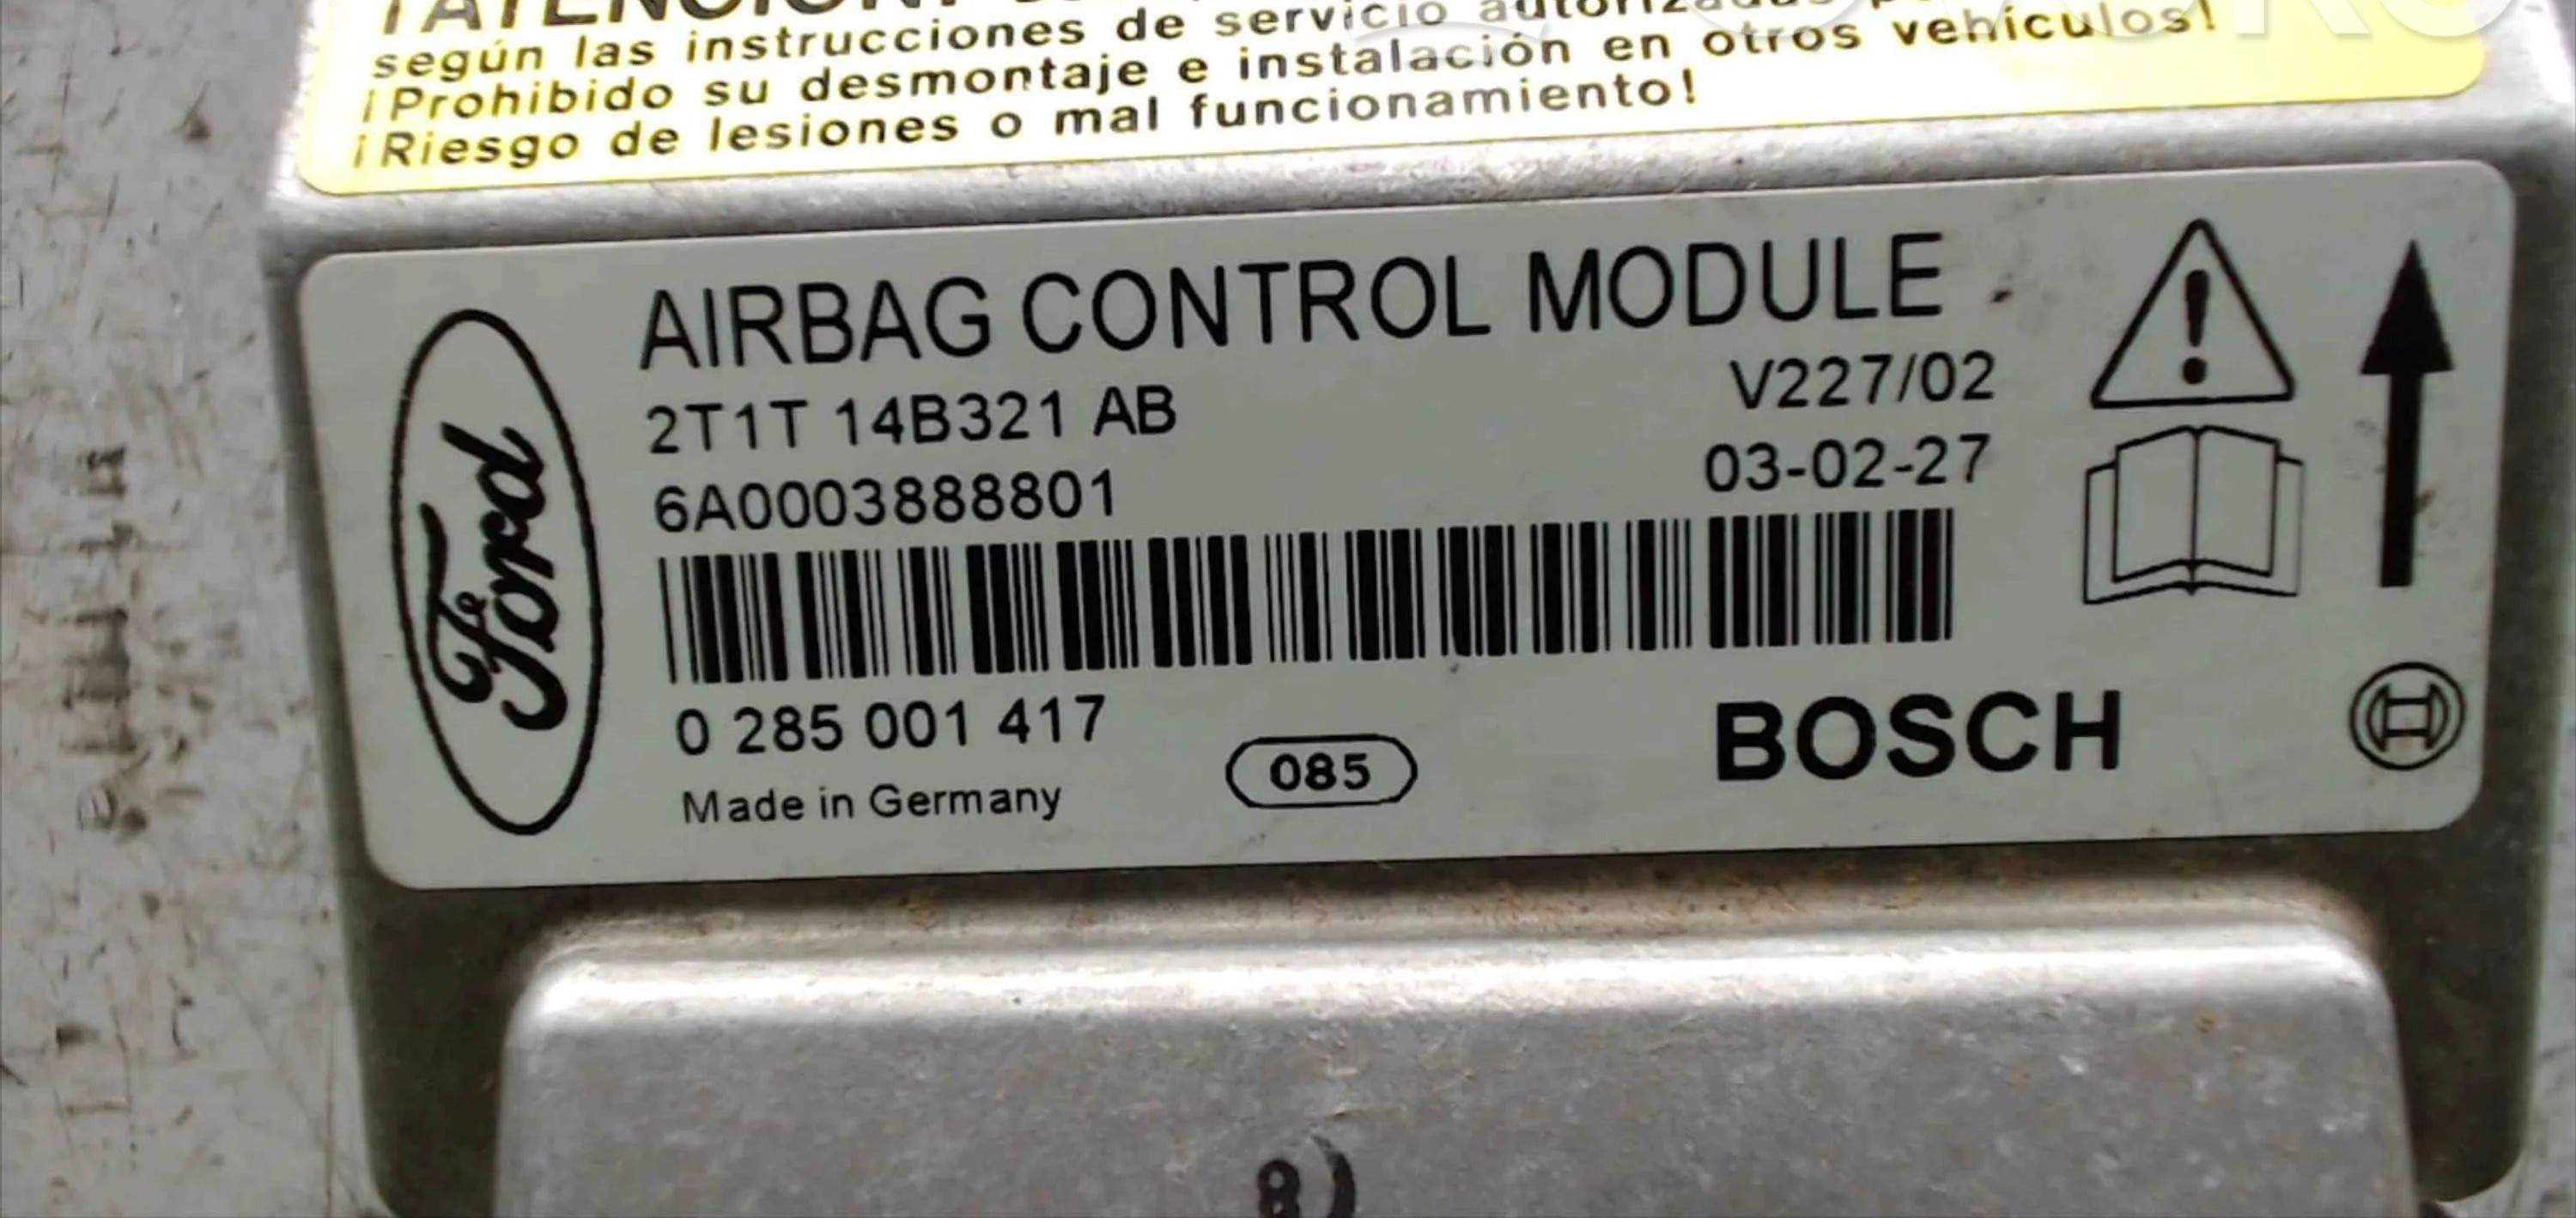 ¡ATENCIÓN!
según las instrucciones de servicio
¡Prohibido su desmontaje e instalación en otros vehículos!
¡Riesgo de lesiones o mal funcionamiento!
AIRBAG CONTROL MODULE
2T1T 14B321 AB V227/02
6A0003888801 03-02-27
Ford
0 285 001 417
085
BOSCH
Made in Germany
8)